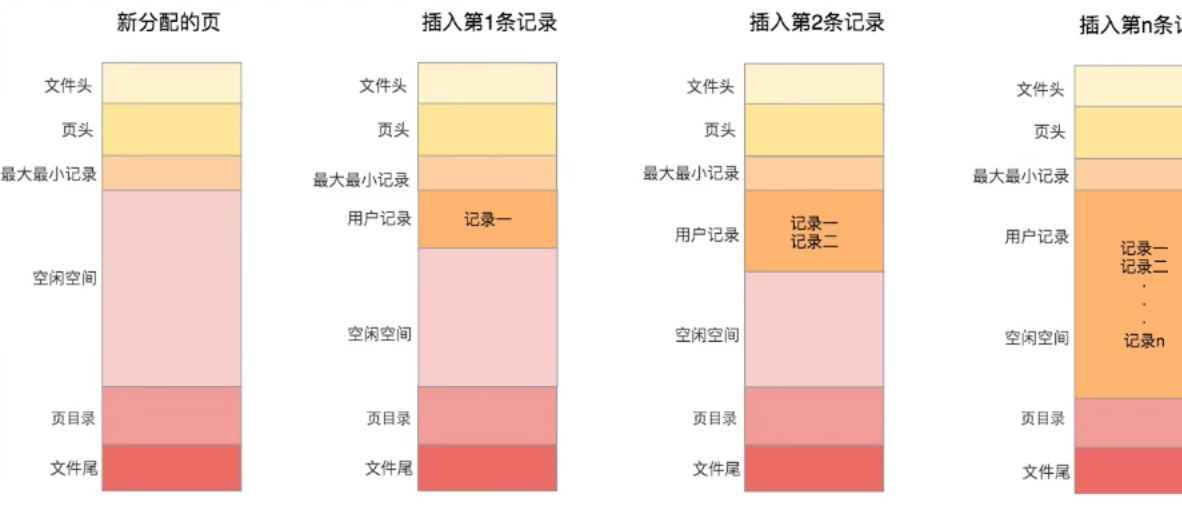 新分配的页
文件头
页头
最大最小记录
空闲空间
页目录
文件尾
插入第1条记录
文件头
页头
最大最小记录
用户记录
记录一
空闲空间
页目录
文件尾
插入第2条记录
文件头
页头
最大最小记录
用户记录
记录一
记录二
空闲空间
页目录
文件尾
插入第n条
文件头
页头
最大最小记录
用户记录
记录一
记录二
·
·
·
记录n
空闲空间
页目录
文件尾